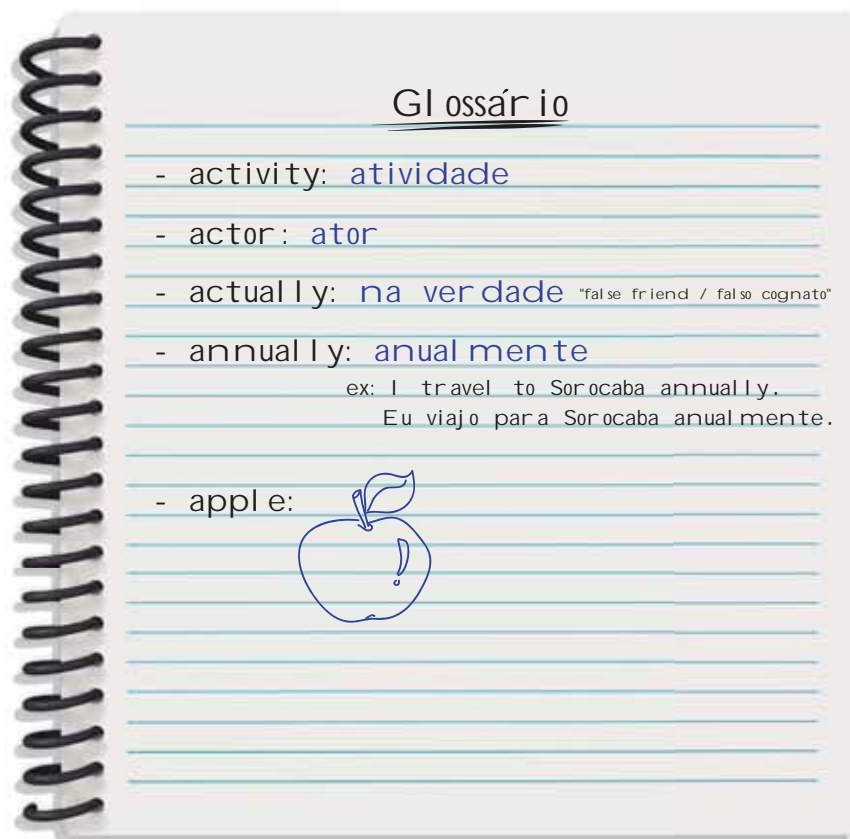 Glossário
- activity: atividade
- actor: ator
- actually: na verdade "false friend / falso cognato"
- annually: anualmente
ex: I travel to Sorocaba annually.
Eu viajo para Sorocaba anualmente.
- apple: